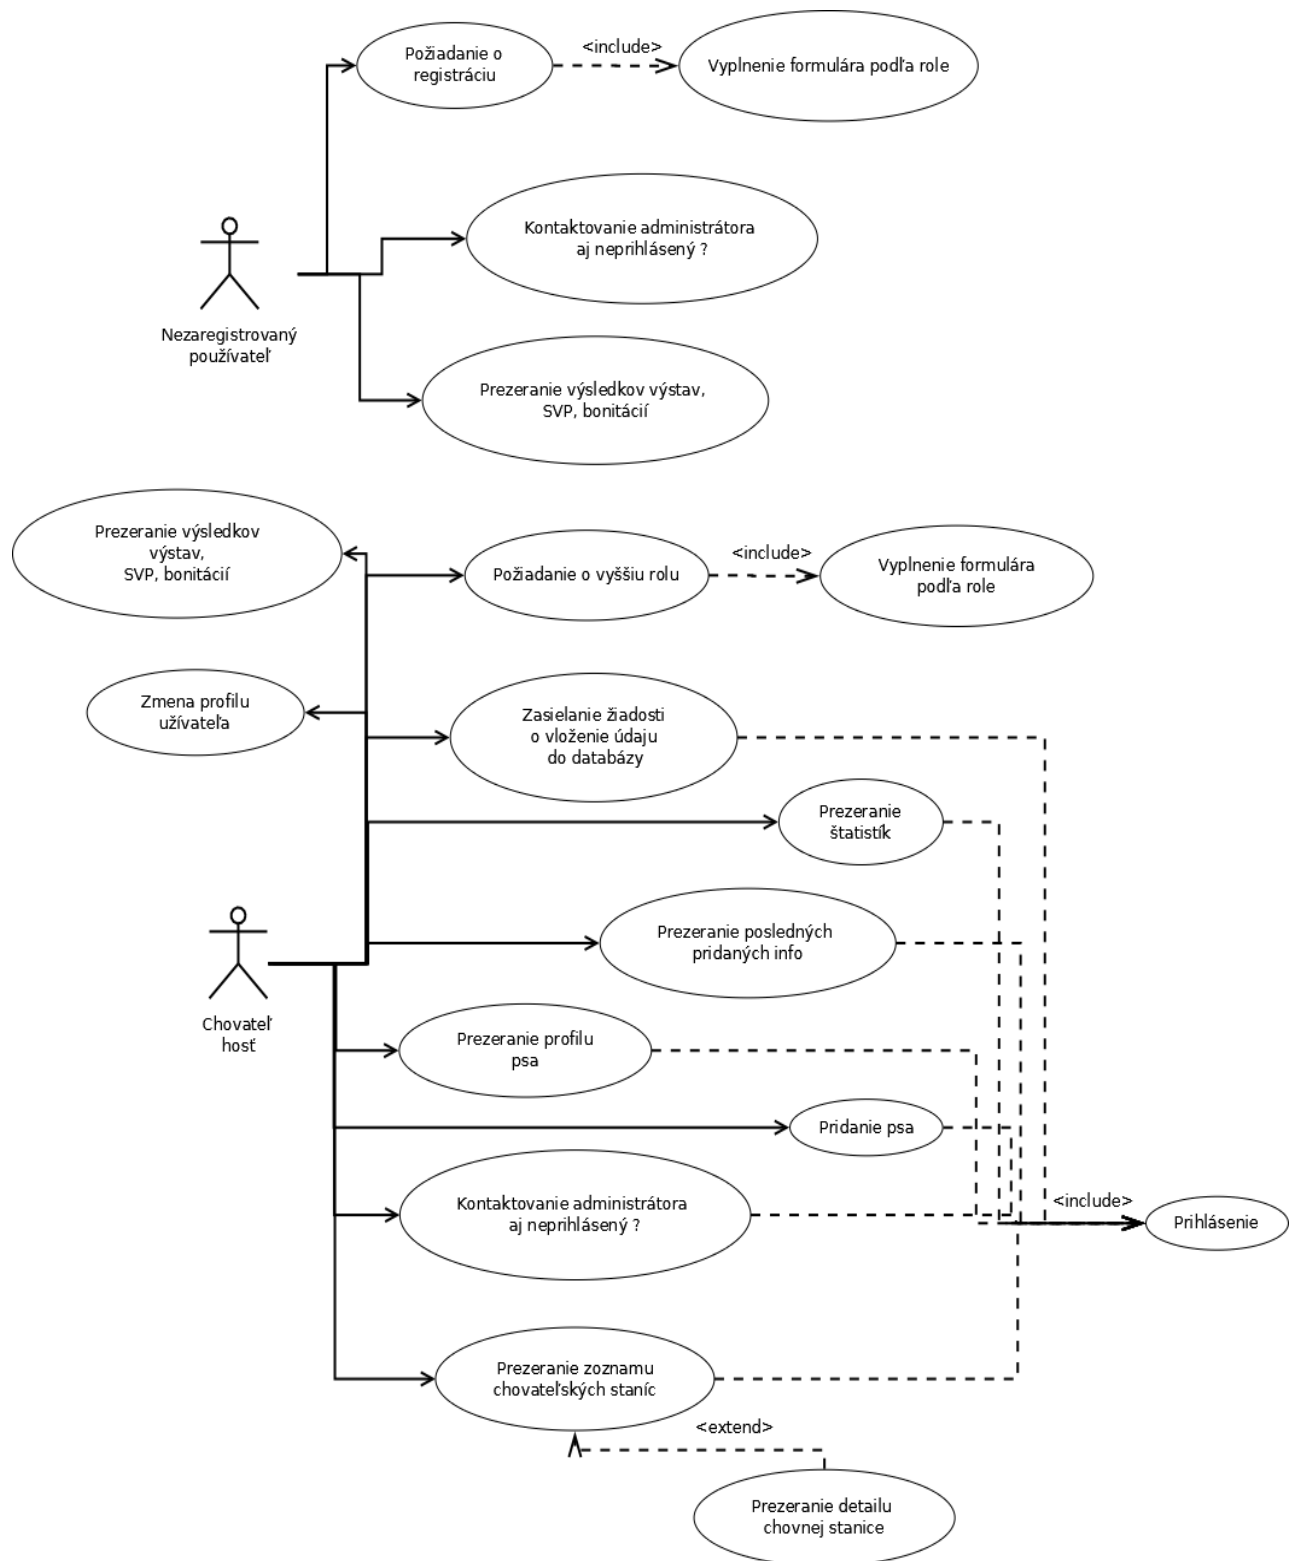 Požiadanie o
registráciu
<include>
Vyplnenie formulára podľa role
Kontaktovanie administrátora
aj neprihlásený ?
Nezaregistrovaný
používateľ
Prezeranie výsledkov výstav,
SVP, bonitácií
Prezeranie výsledkov
výstav,
SVP, bonitácií
Požiadanie o vyššiu rolu
<include>
Vyplnenie formulára
podľa role
Zmena profilu
užívateľa
Zasielanie žiadosti
o vloženie údaju
do databázy
Prezeranie
štatistík
Prezeranie posledných
pridaných info
Chovateľ
hosť
Prezeranie profilu
psa
Pridanie psa
Kontaktovanie administrátora
aj neprihlásený ?
<include>
Prihlásenie
Prezeranie zoznamu
chovateľských staníc
<extend>
Prezeranie detailu
chovnej stanice